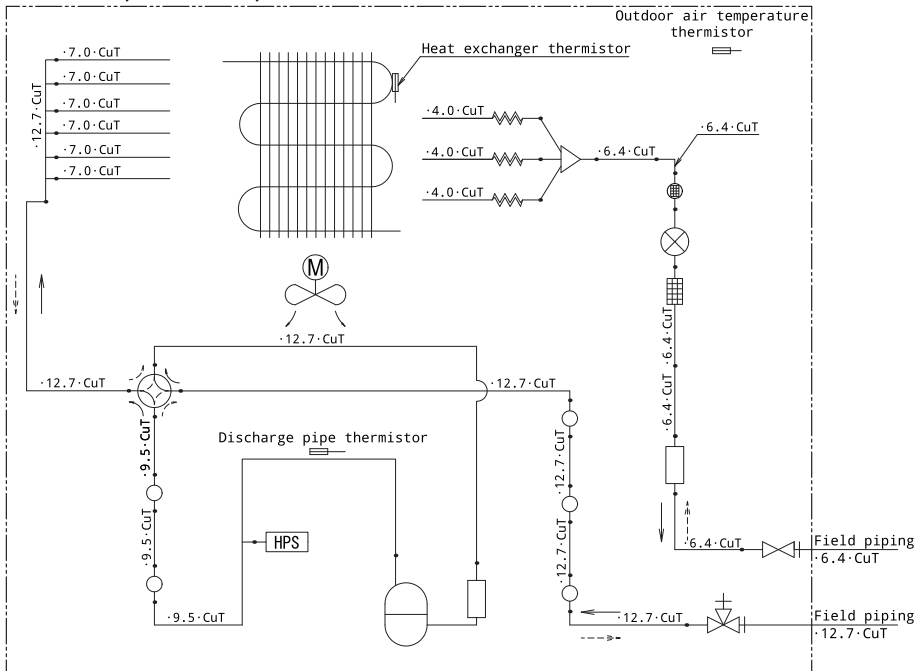 Outdoor air temperature
thermistor
Heat exchanger thermistor
·7.0·CuT
·7.0·CuT
·7.0·CuT
·7.0·CuT
·7.0·CuT
·7.0·CuT
·12.7·CuT
·4.0·CuT
·4.0·CuT
·4.0·CuT
·6.4·CuT
·6.4·CuT
M
·12.7·CuT
·12.7·CuT
·12.7·CuT
·6.4·CuT
·6.4·CuT
Discharge pipe thermistor
·9.5·CuT
·9.5·CuT
HPS
·12.7·CuT
·12.7·CuT
·6.4·CuT
Field piping
·6.4·CuT
·9.5·CuT
·12.7·CuT
Field piping
·12.7·CuT